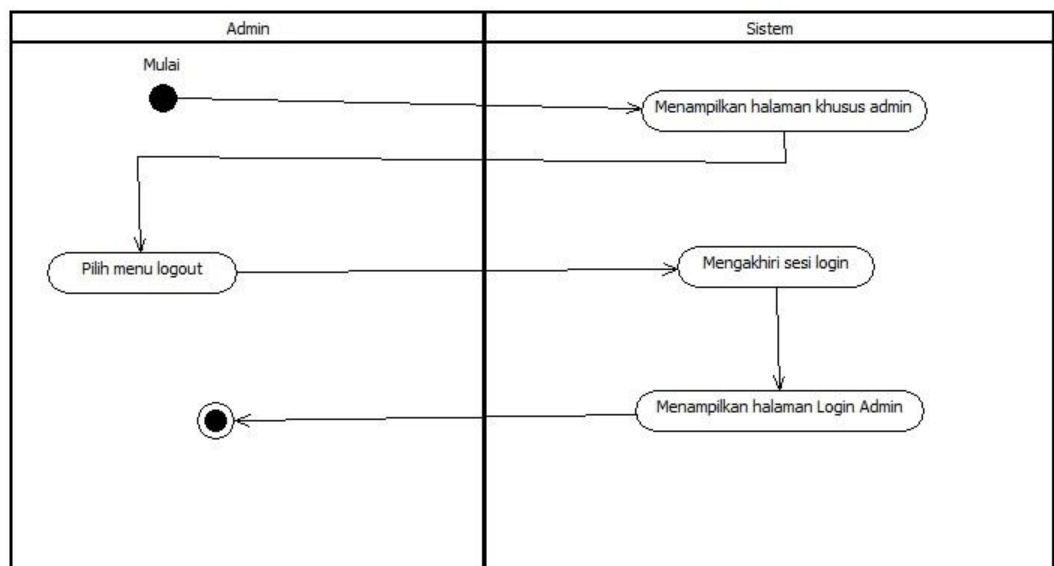 Admin
Sistem
Mulai
Menampilkan halaman khusus admin
Pilih menu logout
Mengakhiri sesi login
Menampilkan halaman Login Admin